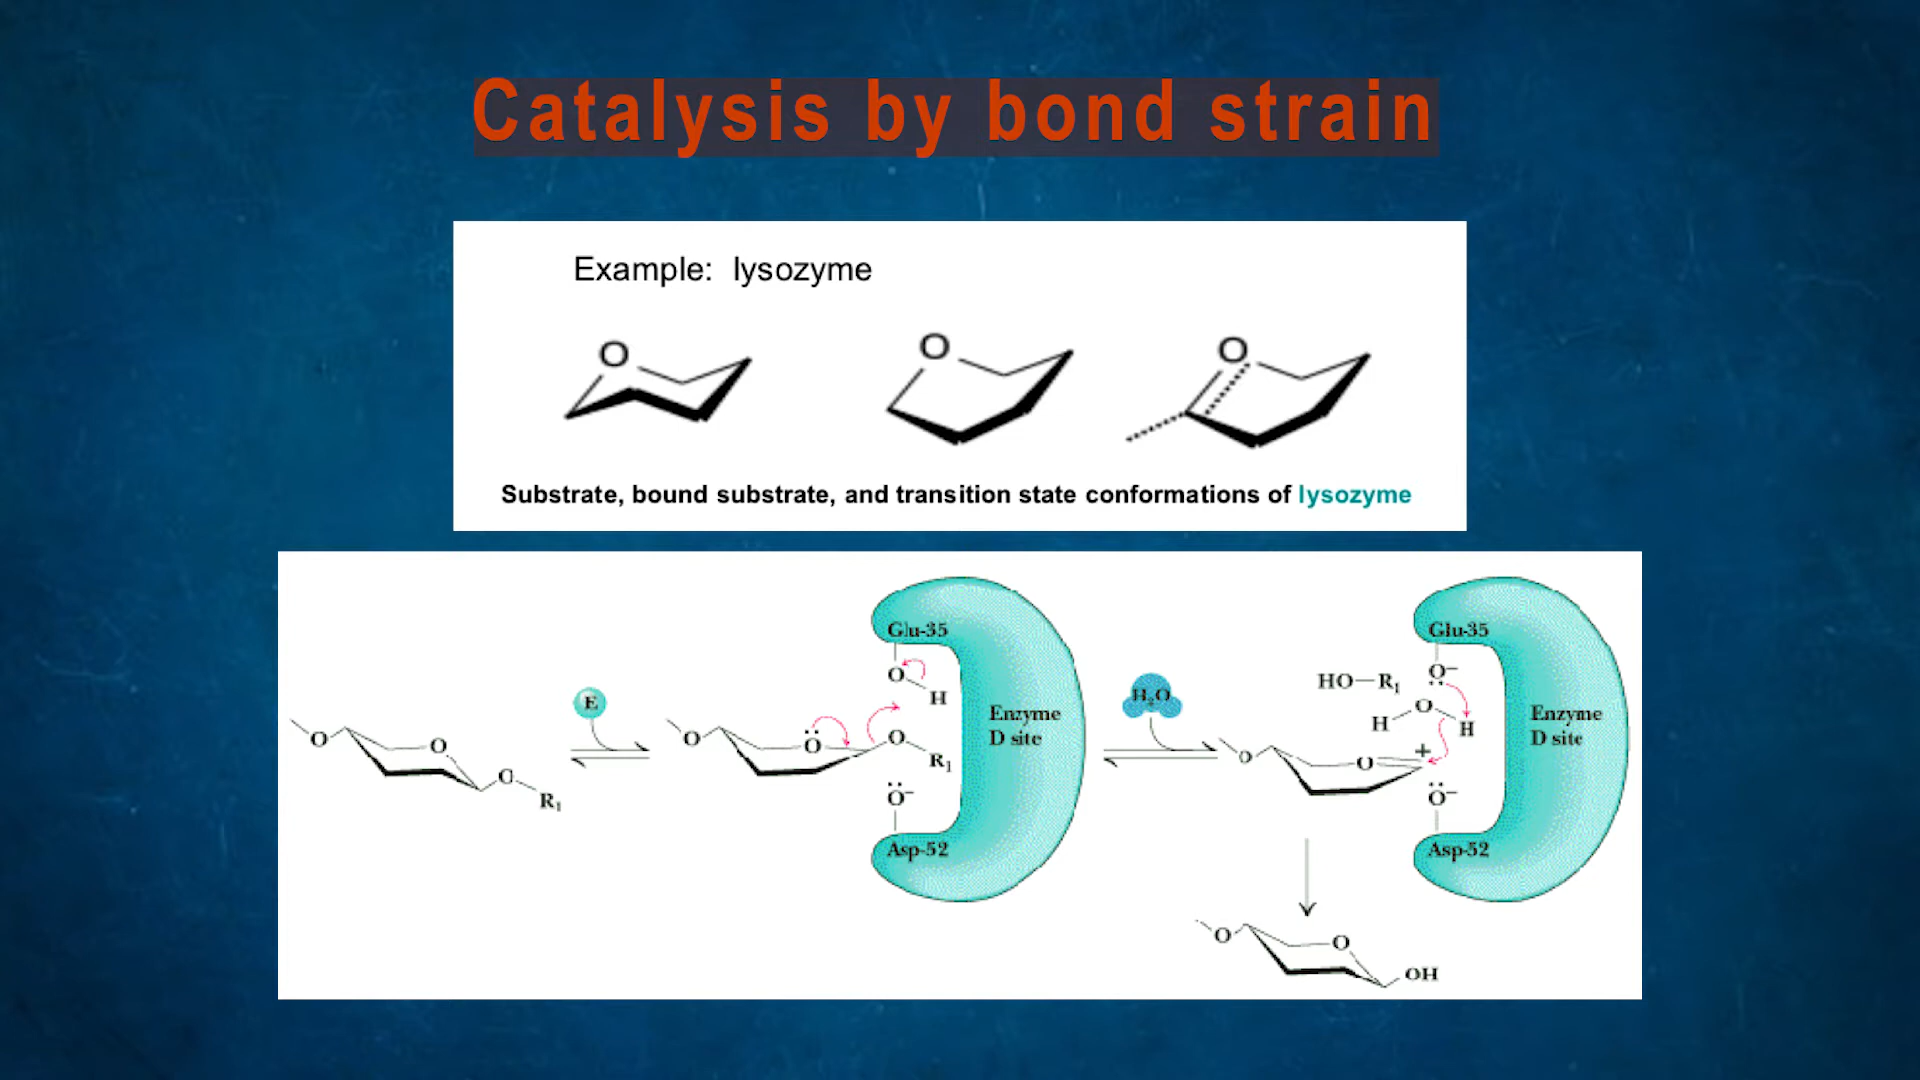 Catalysis by bond strain
Example: lysozyme
O
O
O
Substrate, bound substrate, and transition state conformations of lysozyme
O
O
O
R₁
E
O
O
Glu-35
O
H
O
R₁
Ö⁻
Asp-52
Enzyme
D site
H₂O
HO—R₁
O
O
+
Glu-35
O⁻
O
H
H
Ö⁻
Asp-52
Enzyme
D site
O
O
OH